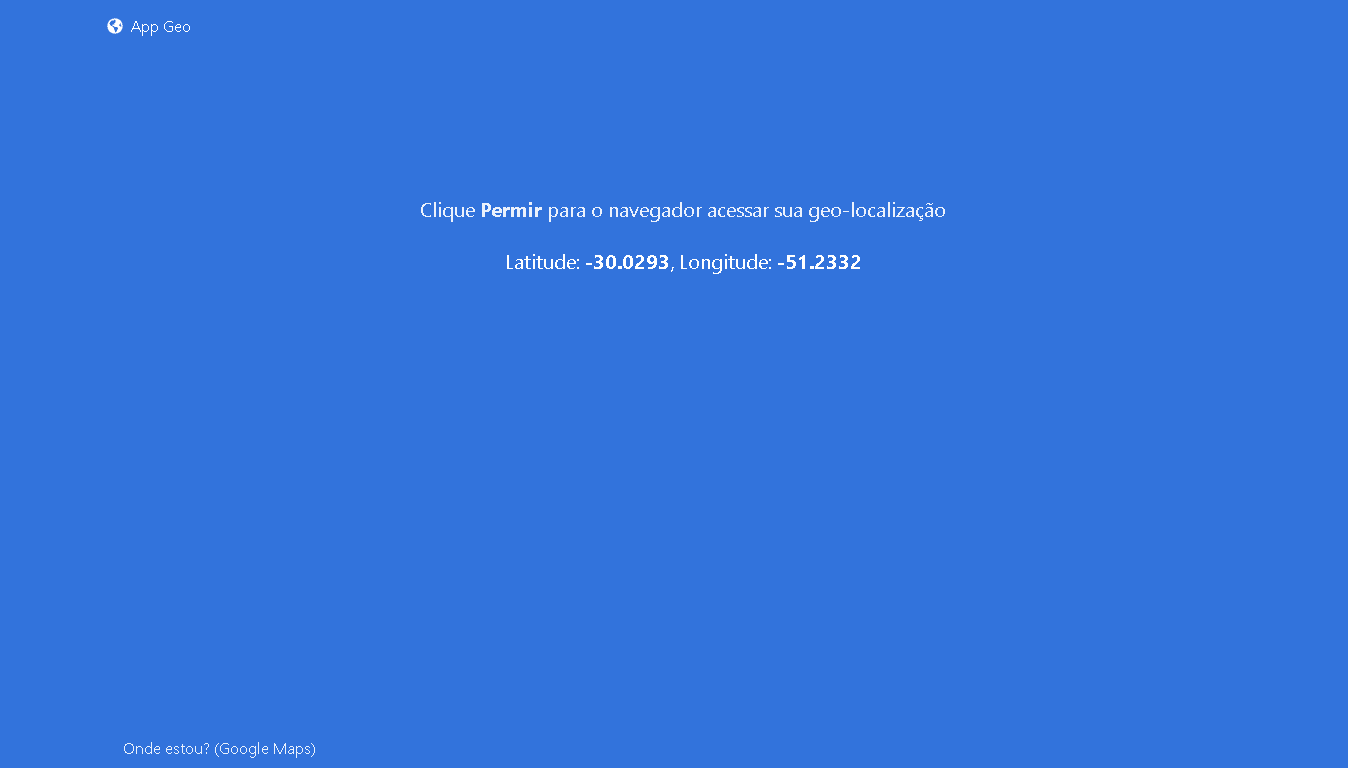 App Geo
Clique Permir para o navegador acessar sua geo-localização
Latitude: -30.0293, Longitude: -51.2332
Onde estou? (Google Maps)